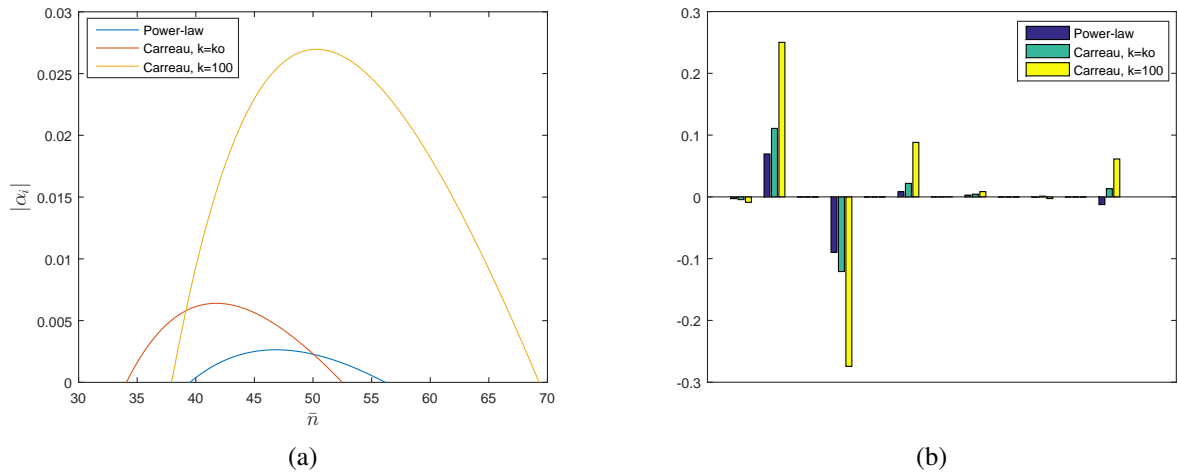 0.03
0.025
0.02
0.015
0.01
0.005
0
|αᵢ|
30 35 40 45 50 55 60 65 70
n̄
Power-law
Carreau, k=ko
Carreau, k=100
(a)
0.3
0.2
0.1
0
-0.1
-0.2
-0.3
Power-law
Carreau, k=ko
Carreau, k=100
(b)